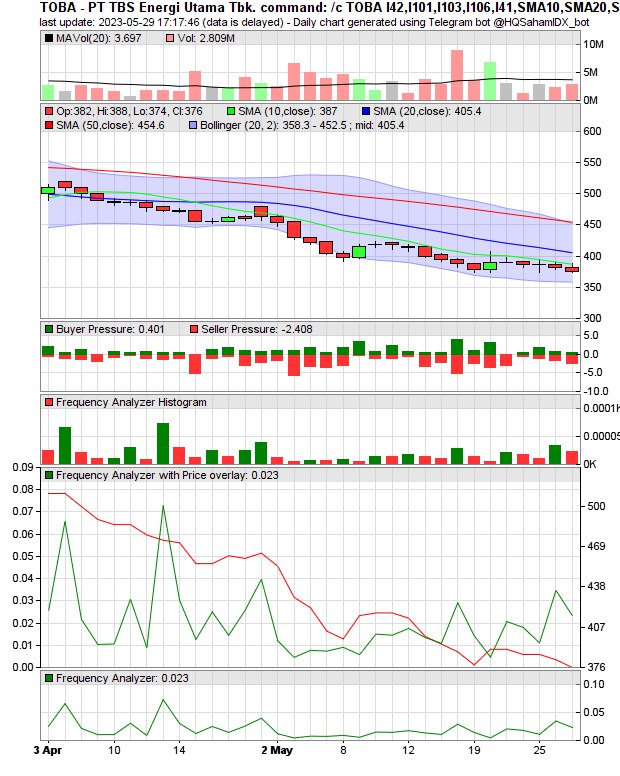 TOBA - PT TBS Energi Utama Tbk. command: /c TOBA I42,I101,I103,I106,I41,SMA10,SMA20,S
last update: 2023-05-29 17:17:46 (data is delayed) - Daily chart generated using Telegram bot @HQSahamIDX_bot
MAVol(20): 3.697 Vol: 2.809M
10M
5M
0M
Op:382, Hi:388, Lo:374, Cl:376 SMA (10,close): 387 SMA (20,close): 405.4
SMA (50,close): 454.6 Bollinger (20, 2): 358.3 - 452.5 ; mid: 405.4
600
550
500
450
400
350
300
Buyer Pressure: 0.401 Seller Pressure: -2.408
5.0
0.0
-5.0
-10.0
Frequency Analyzer Histogram
0.0001K
0.00005
0K
Frequency Analyzer with Price overlay: 0.023
0.09
0.08
0.07
0.06
0.05
0.04
0.03
0.02
0.01
0.00
500
469
438
407
376
Frequency Analyzer: 0.023
0.10
0.05
0.00
3 Apr 10 14 2 May 8 12 19 25